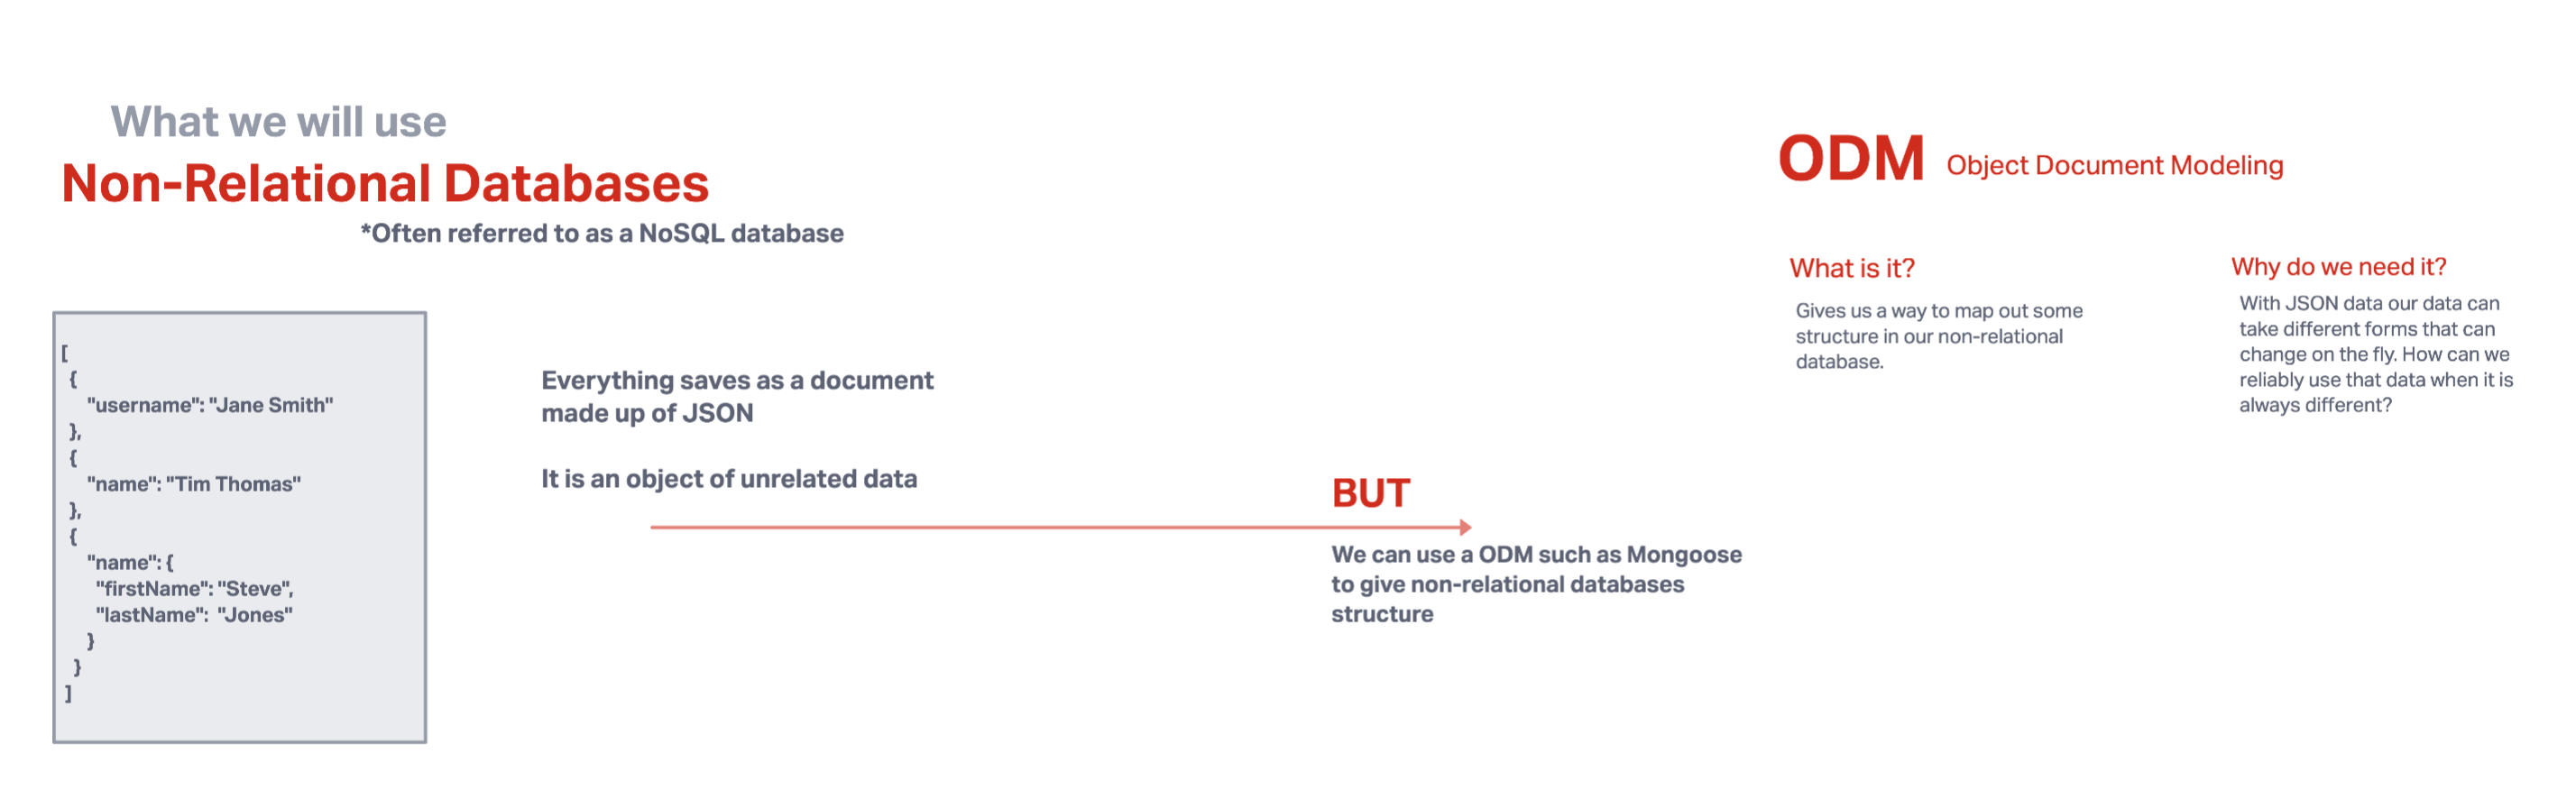 What we will use
Non-Relational Databases
*Often referred to as a NoSQL database
[
{
"username": "Jane Smith"
},
{
"name": "Tim Thomas"
},
{
"name": {
"firstName": "Steve",
"lastName": "Jones"
}
}
]
Everything saves as a document
made up of JSON
It is an object of unrelated data
BUT
We can use a ODM such as Mongoose
to give non-relational databases
structure
ODM Object Document Modeling
What is it?
Gives us a way to map out some
structure in our non-relational
database.
Why do we need it?
With JSON data our data can
take different forms that can
change on the fly. How can we
reliably use that data when it is
always different?